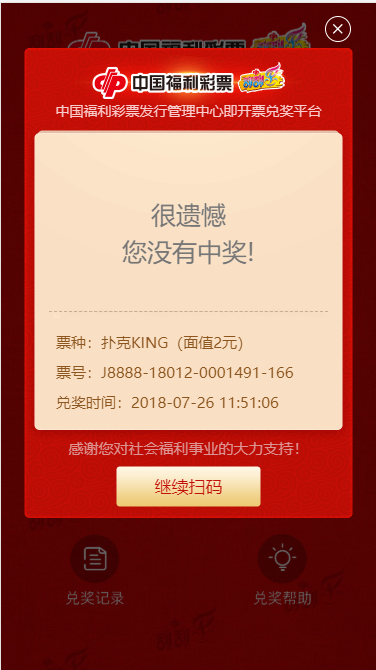 中国福利彩票 刮刮乐
中国福利彩票发行管理中心即开票兑奖平台
很遗憾
您没有中奖!
票种：扑克KING（面值2元）
票号：J8888-18012-0001491-166
兑奖时间：2018-07-26 11:51:06
感谢您对社会福利事业的大力支持！
继续扫码
兑奖记录
兑奖帮助